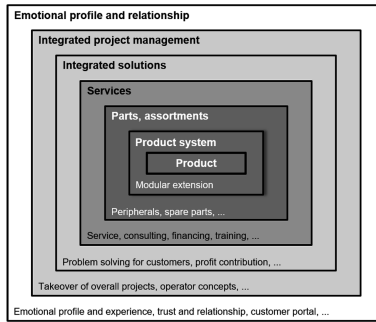 Emotional profile and relationship
Integrated project management
Integrated solutions
Services
Parts, assortments
Product system
Product
Modular extension
Peripherals, spare parts, ...
Service, consulting, financing, training, ...
Problem solving for customers, profit contribution, ...
Takeover of overall projects, operator concepts, ...
Emotional profile and experience, trust and relationship, customer portal, ...